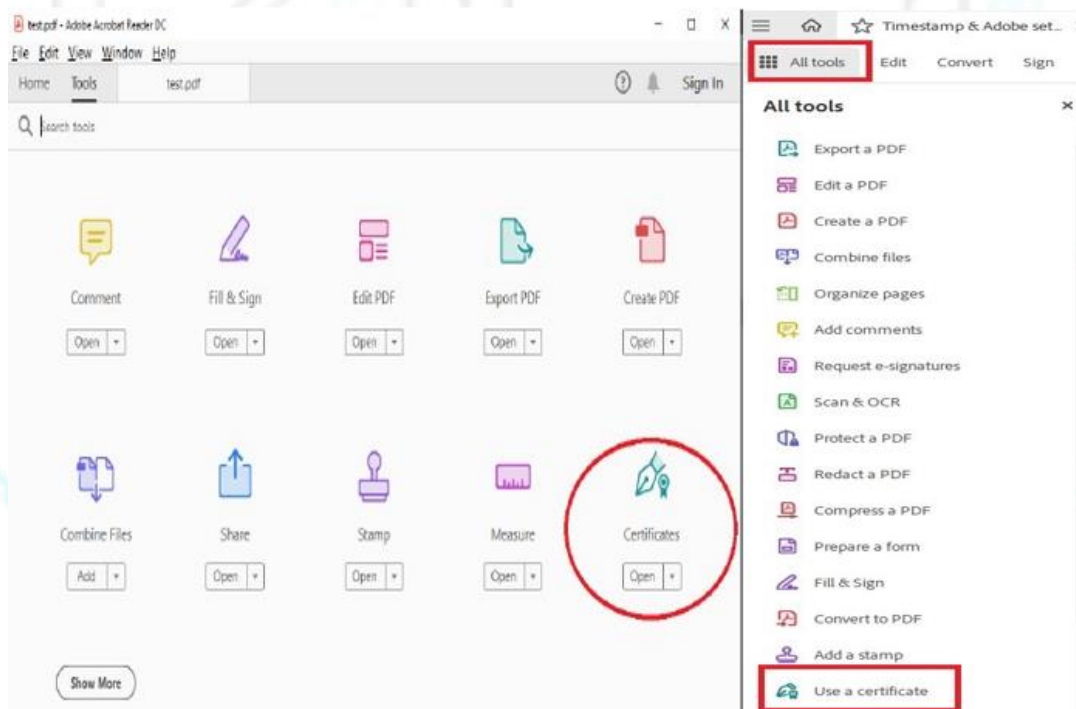 test.pdf - Adobe Acrobat Reader DC
File Edit View Window Help
Home Tools test.pdf Sign In
Search tools
Comment Fill & Sign Edit PDF Export PDF Create PDF
Open Open Open Open Open
Combine Files Share Stamp Measure Certificates
Add Open Open Open Open
Show More
Timestamp & Adobe set...
All tools Edit Convert Sign
All tools
Export a PDF
Edit a PDF
Create a PDF
Combine files
Organize pages
Add comments
Request e-signatures
Scan & OCR
Protect a PDF
Redact a PDF
Compress a PDF
Prepare a form
Fill & Sign
Convert to PDF
Add a stamp
Use a certificate